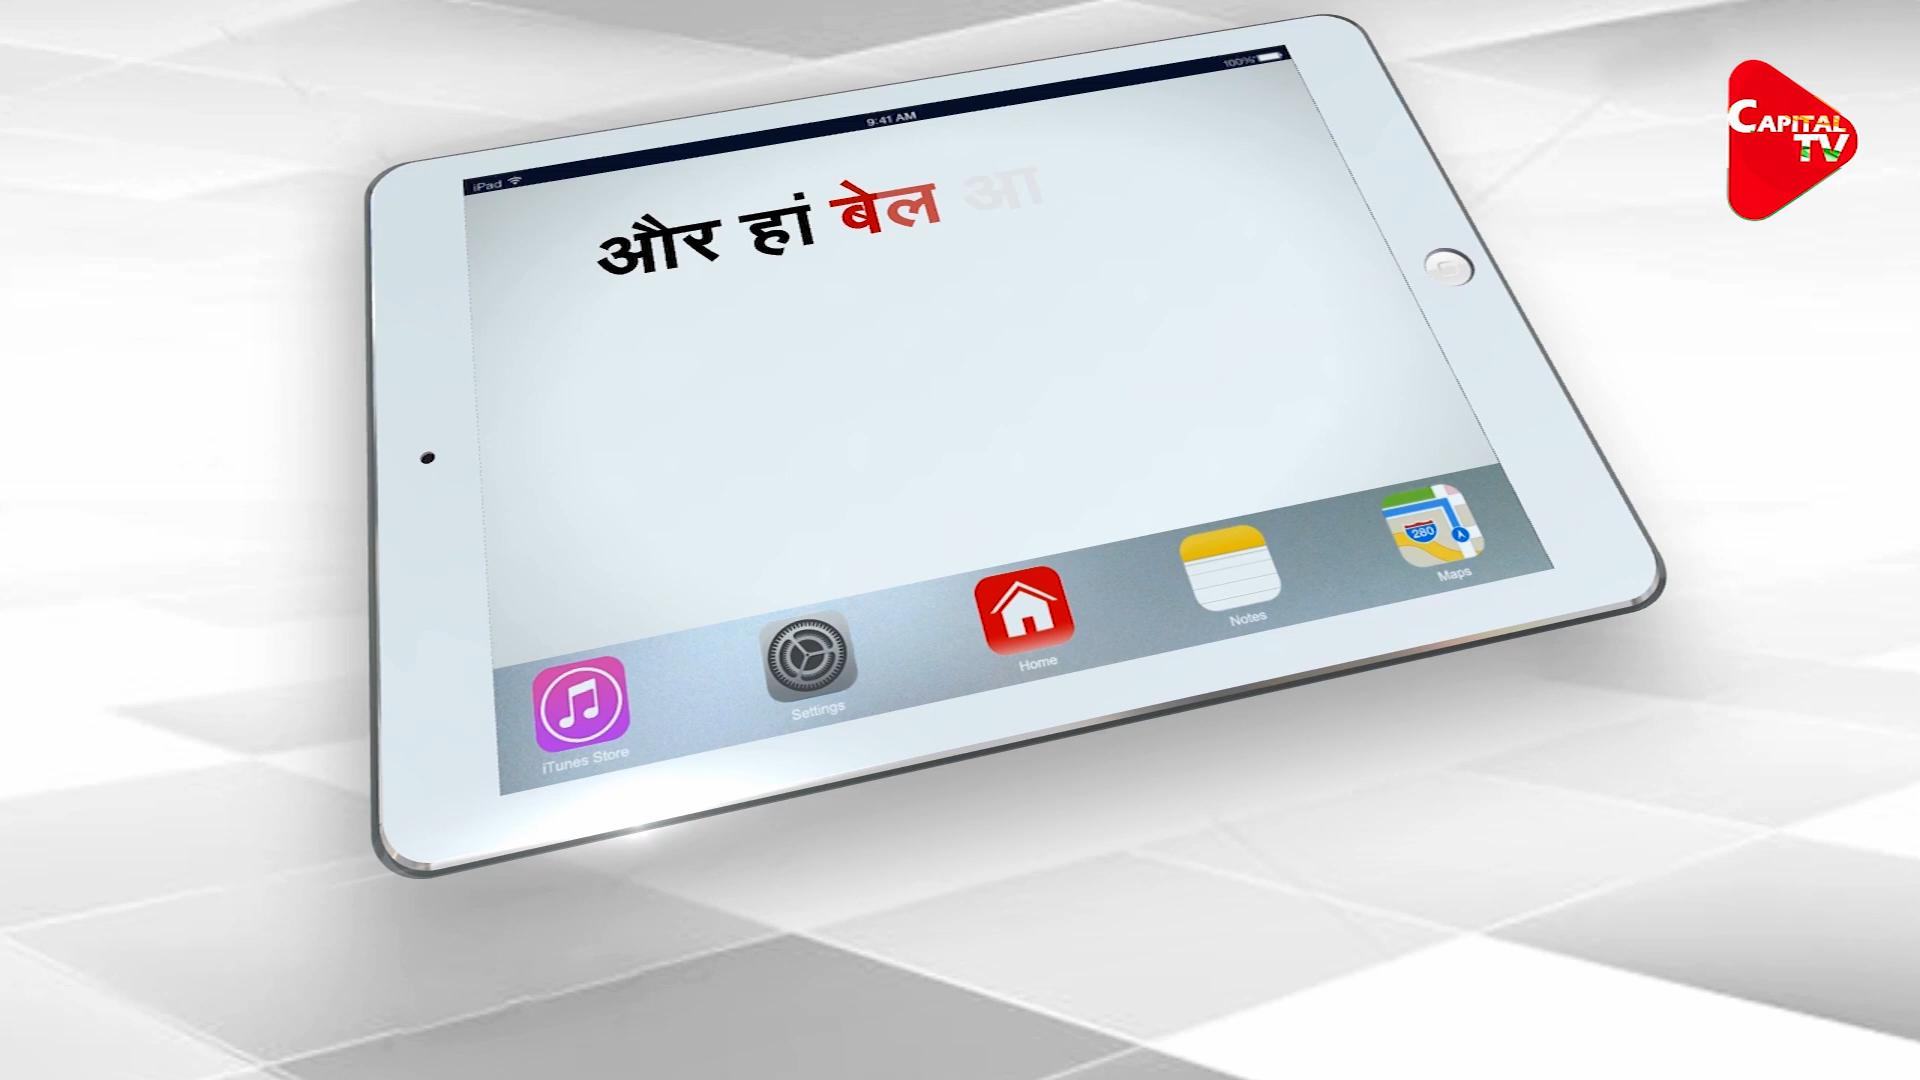 iPad
9:41 AM
100%
और हां बेल आ
CAPITAL
TV
280
iTunes Store
Settings
Home
Notes
Maps